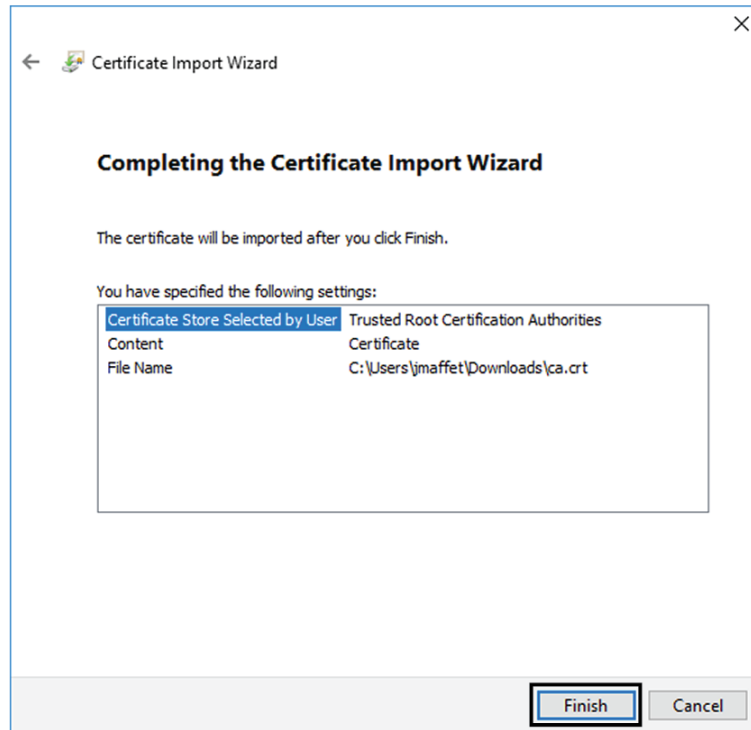 Certificate Import Wizard
Completing the Certificate Import Wizard
The certificate will be imported after you click Finish.
You have specified the following settings:
Certificate Store Selected by User Trusted Root Certification Authorities
Content Certificate
File Name C:\Users\jmaffet\Downloads\ca.crt
Finish Cancel